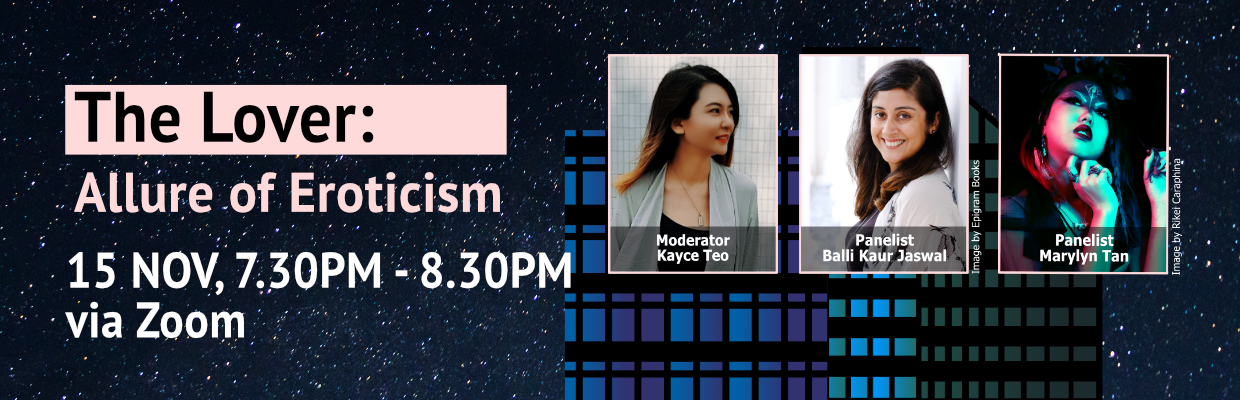 The Lover:
Allure of Eroticism
15 NOV, 7.30PM - 8.30PM
via Zoom
Moderator
Kayce Teo
Panelist
Balli Kaur Jaswal
Image by Epigram Books
Panelist
Marylyn Tan
Image by Rikei Caraphina